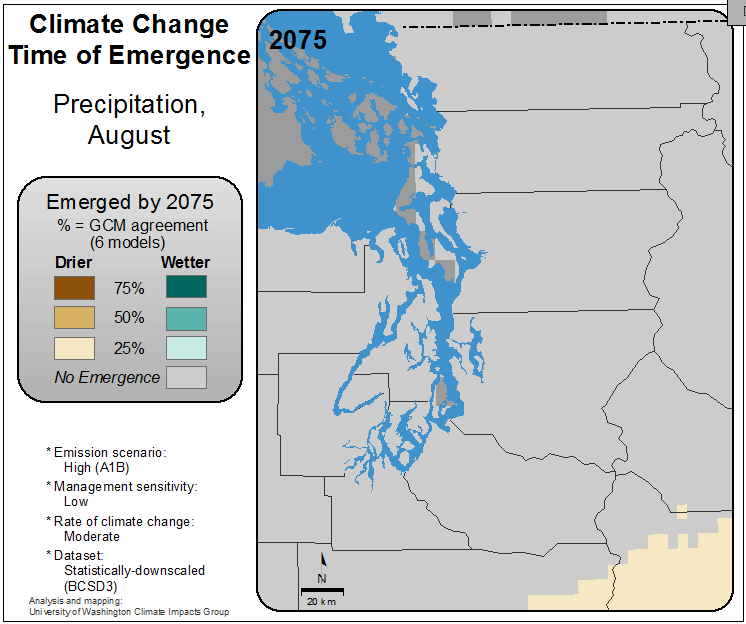 Climate Change
Time of Emergence
Precipitation,
August
Emerged by 2075
% = GCM agreement
(6 models)
Drier Wetter
75%
50%
25%
No Emergence
* Emission scenario:
High (A1B)
* Management sensitivity:
Low
* Rate of climate change:
Moderate
* Dataset:
Statistically-downscaled
(BCSD3)
Analysis and mapping:
University of Washington Climate Impacts Group
2075
N
20 km